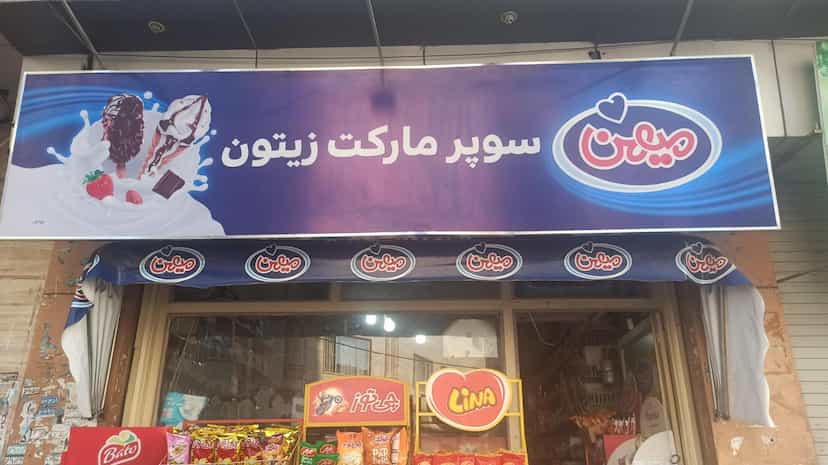 سوپر مارکت زیتون
میهن
میهن میهن میهن میهن میهن میهن
چی‌توز
LiNA
Bato